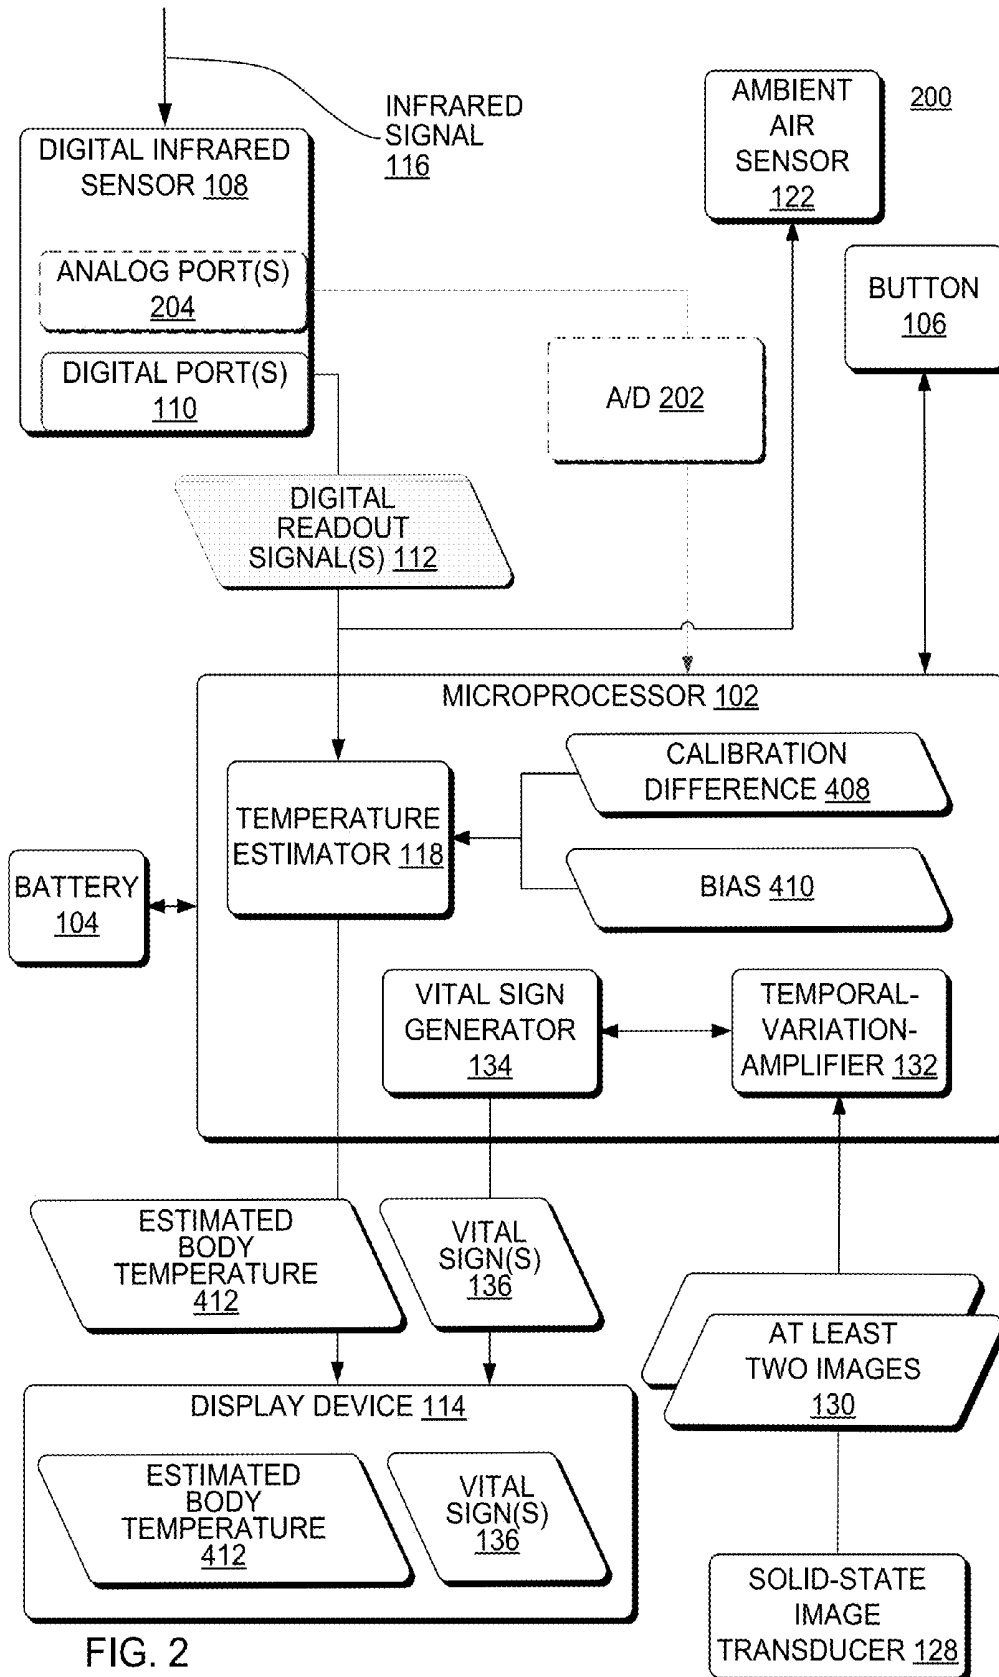 INFRARED
SIGNAL
116
AMBIENT
AIR
SENSOR
122
200
DIGITAL INFRARED
SENSOR 108
ANALOG PORT(S)
204
DIGITAL PORT(S)
110
BUTTON
106
A/D 202
DIGITAL
READOUT
SIGNAL(S) 112
MICROPROCESSOR 102
CALIBRATION
DIFFERENCE 408
TEMPERATURE
ESTIMATOR 118
BIAS 410
BATTERY
104
VITAL SIGN
GENERATOR
134
TEMPORAL-
VARIATION-
AMPLIFIER 132
ESTIMATED
BODY
TEMPERATURE
412
VITAL
SIGN(S)
136
AT LEAST
TWO IMAGES
130
DISPLAY DEVICE 114
ESTIMATED
BODY
TEMPERATURE
412
VITAL
SIGN(S)
136
SOLID-STATE
IMAGE
TRANSDUCER 128
FIG. 2